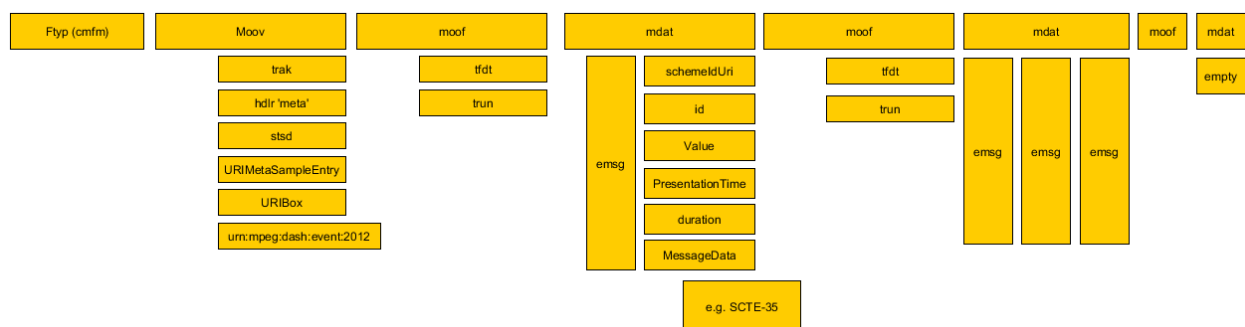 Ftyp (cmfm)
Moov
moof
mdat
moof
mdat
moof
mdat
trak
hdlr 'meta'
stsd
URIMetaSampleEntry
URIBox
urn:mpeg:dash:event:2012
tfdt
trun
emsg
schemeIdUri
id
Value
PresentationTime
duration
MessageData
e.g. SCTE-35
tfdt
trun
emsg
emsg
emsg
empty